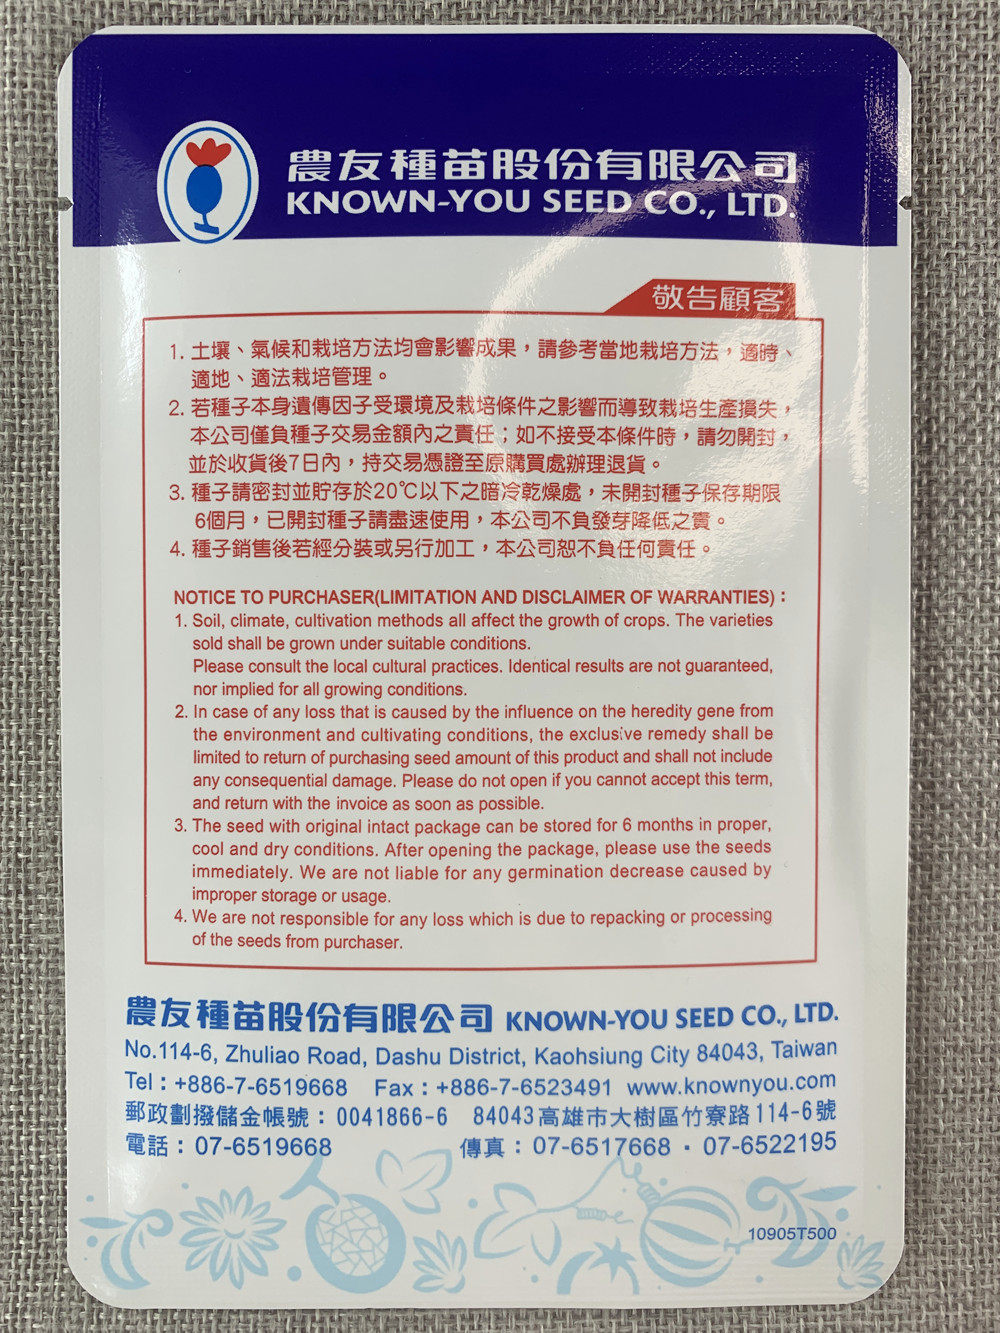 農友種苗股份有限公司
KNOWN-YOU SEED CO., LTD.
敬告顧客
1. 土壤、氣候和栽培方法均會影響成果，請參考當地栽培方法，適時、
適地、適法栽培管理。
2. 若種子本身遺傳因子受環境及栽培條件之影響而導致栽培生產損失，
本公司僅負種子交易金額內之責任；如不接受本條件時，請勿開封，
並於收貨後7日內，持交易憑證至原購買處辦理退貨。
3. 種子請密封並貯存於20℃以下之暗冷乾燥處，未開封種子保存期限
6個月，已開封種子請盡速使用，本公司不負發芽降低之責。
4. 種子銷售後若經分裝或另行加工，本公司恕不負任何責任。
NOTICE TO PURCHASER(LIMITATION AND DISCLAIMER OF WARRANTIES)：
1. Soil, climate, cultivation methods all affect the growth of crops. The varieties
sold shall be grown under suitable conditions.
Please consult the local cultural practices. Identical results are not guaranteed,
nor implied for all growing conditions.
2. In case of any loss that is caused by the influence on the heredity gene from
the environment and cultivating conditions, the exclusive remedy shall be
limited to return of purchasing seed amount of this product and shall not include
any consequential damage. Please do not open if you cannot accept this term,
and return with the invoice as soon as possible.
3. The seed with original intact package can be stored for 6 months in proper,
cool and dry conditions. After opening the package, please use the seeds
immediately. We are not liable for any germination decrease caused by
improper storage or usage.
4. We are not responsible for any loss which is due to repacking or processing
of the seeds from purchaser.
農友種苗股份有限公司 KNOWN-YOU SEED CO., LTD.
No.114-6, Zhuliao Road, Dashu District, Kaohsiung City 84043, Taiwan
Tel：+886-7-6519668 Fax：+886-7-6523491 www.knownyou.com
郵政劃撥儲金帳號：0041866-6 84043高雄市大樹區竹寮路114-6號
電話：07-6519668 傳真：07-6517668·07-6522195
10905T500